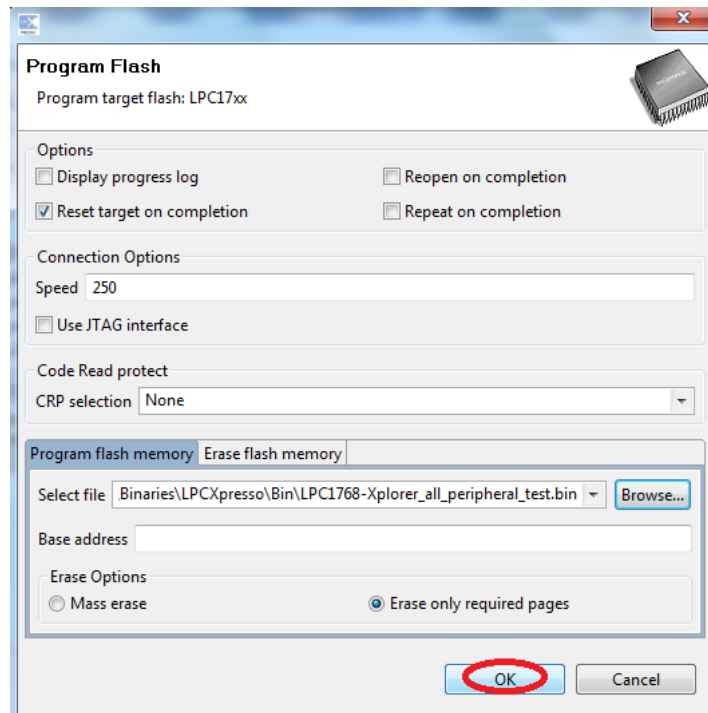 Program Flash
Program target flash: LPC17xx
Options
Display progress log
Reopen on completion
Reset target on completion
Repeat on completion
Connection Options
Speed 250
Use JTAG interface
Code Read protect
CRP selection None
Program flash memory Erase flash memory
Select file Binaries\LPCXpresso\Bin\LPC1768-Xplorer_all_peripheral_test.bin Browse...
Base address
Erase Options
Mass erase
Erase only required pages
OK Cancel